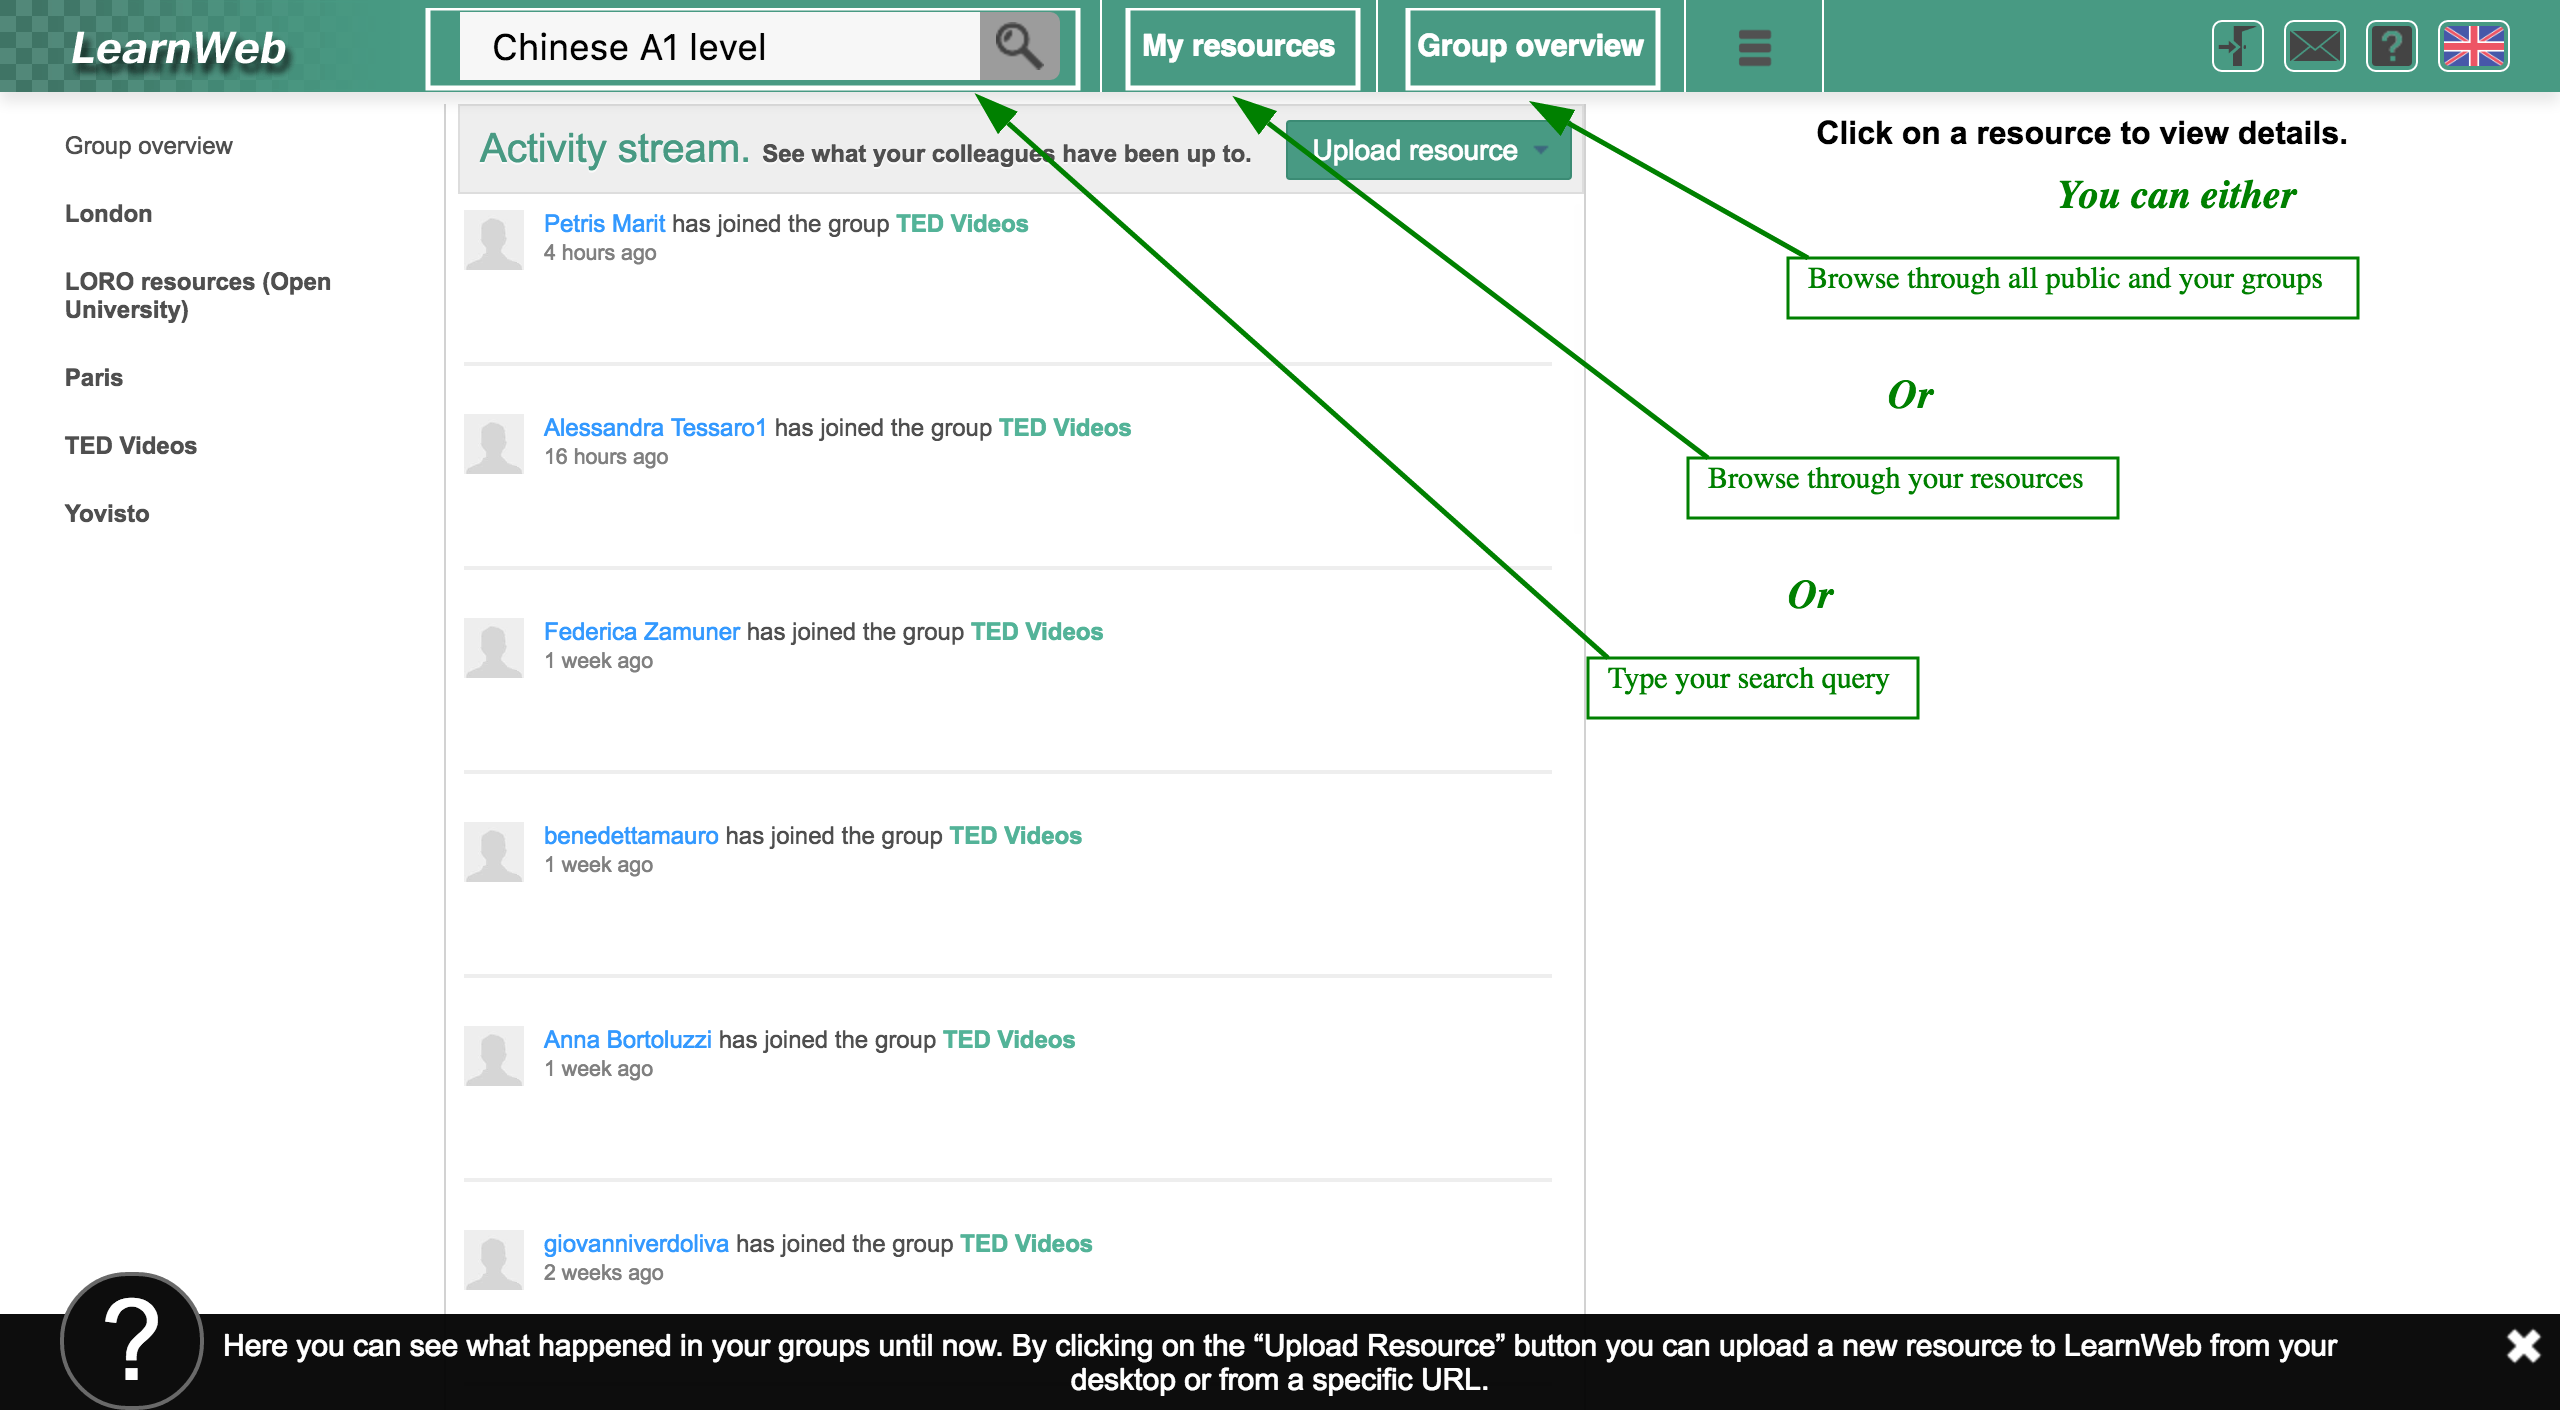 LearnWeb
Chinese A1 level
My resources
Group overview
Group overview
London
LORO resources (Open
University)
Paris
TED Videos
Yovisto
Activity stream. See what your colleagues have been up to.
Upload resource
Petris Marit has joined the group TED Videos
4 hours ago
Alessandra Tessaro1 has joined the group TED Videos
16 hours ago
Federica Zamuner has joined the group TED Videos
1 week ago
benedettamauro has joined the group TED Videos
1 week ago
Anna Bortoluzzi has joined the group TED Videos
1 week ago
giovanniverdoliva has joined the group TED Videos
2 weeks ago
Click on a resource to view details.
You can either
Browse through all public and your groups
Or
Browse through your resources
Or
Type your search query
?
Here you can see what happened in your groups until now. By clicking on the “Upload Resource” button you can upload a new resource to LearnWeb from your
desktop or from a specific URL.